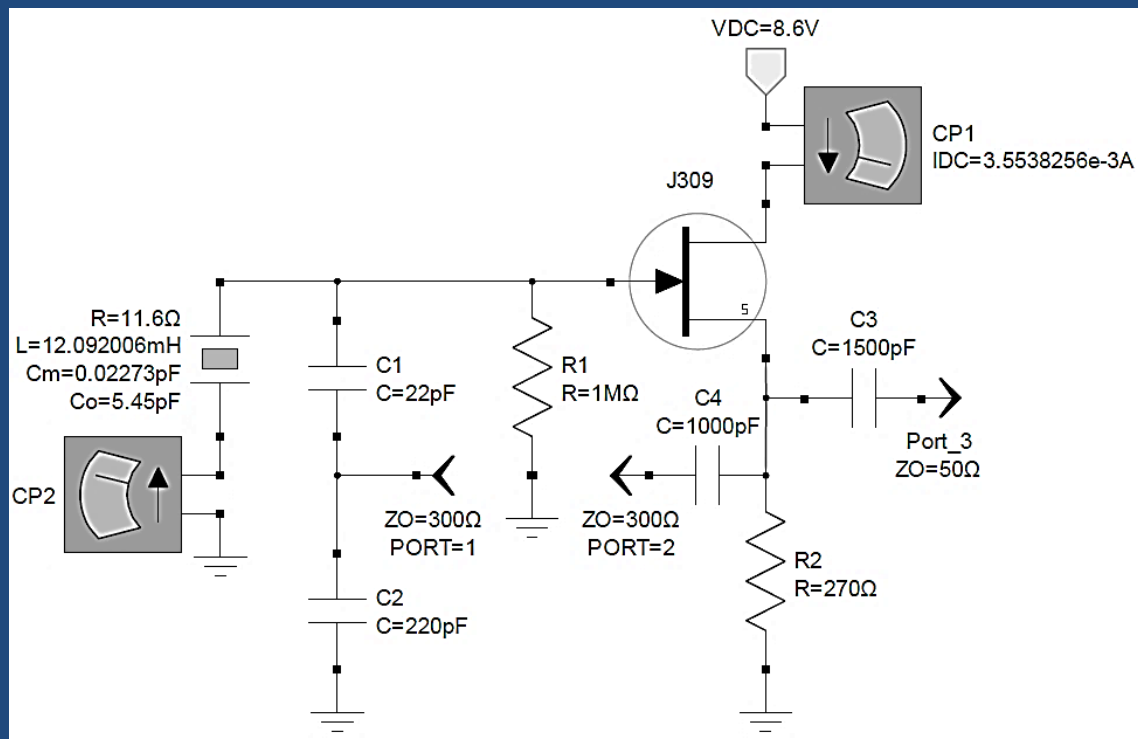 VDC=8.6V
CP1
IDC=3.5538256e-3A
J309
S
R=11.6Ω
L=12.092006mH
Cm=0.02273pF
Co=5.45pF
C1
C=22pF
R1
R=1MΩ
C3
C=1500pF
C4
C=1000pF
Port_3
ZO=50Ω
CP2
ZO=300Ω
PORT=1
ZO=300Ω
PORT=2
R2
R=270Ω
C2
C=220pF